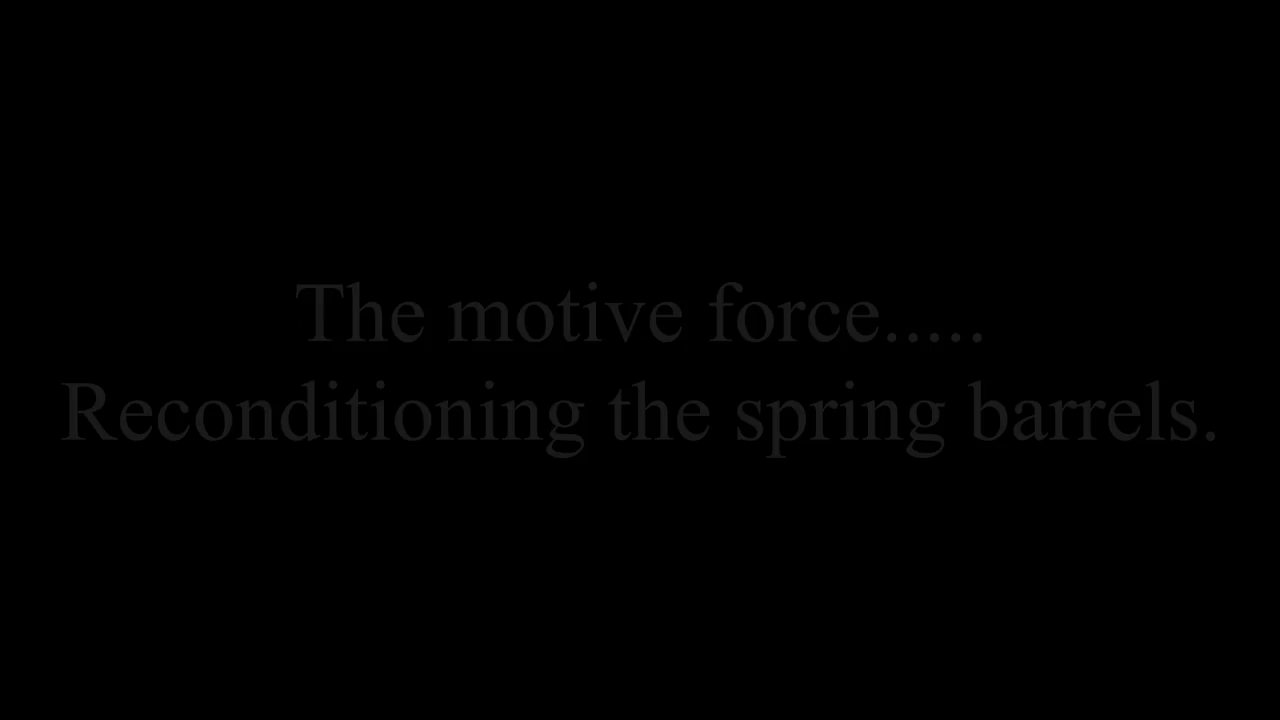 The motive force.....
Reconditioning the spring barrels.